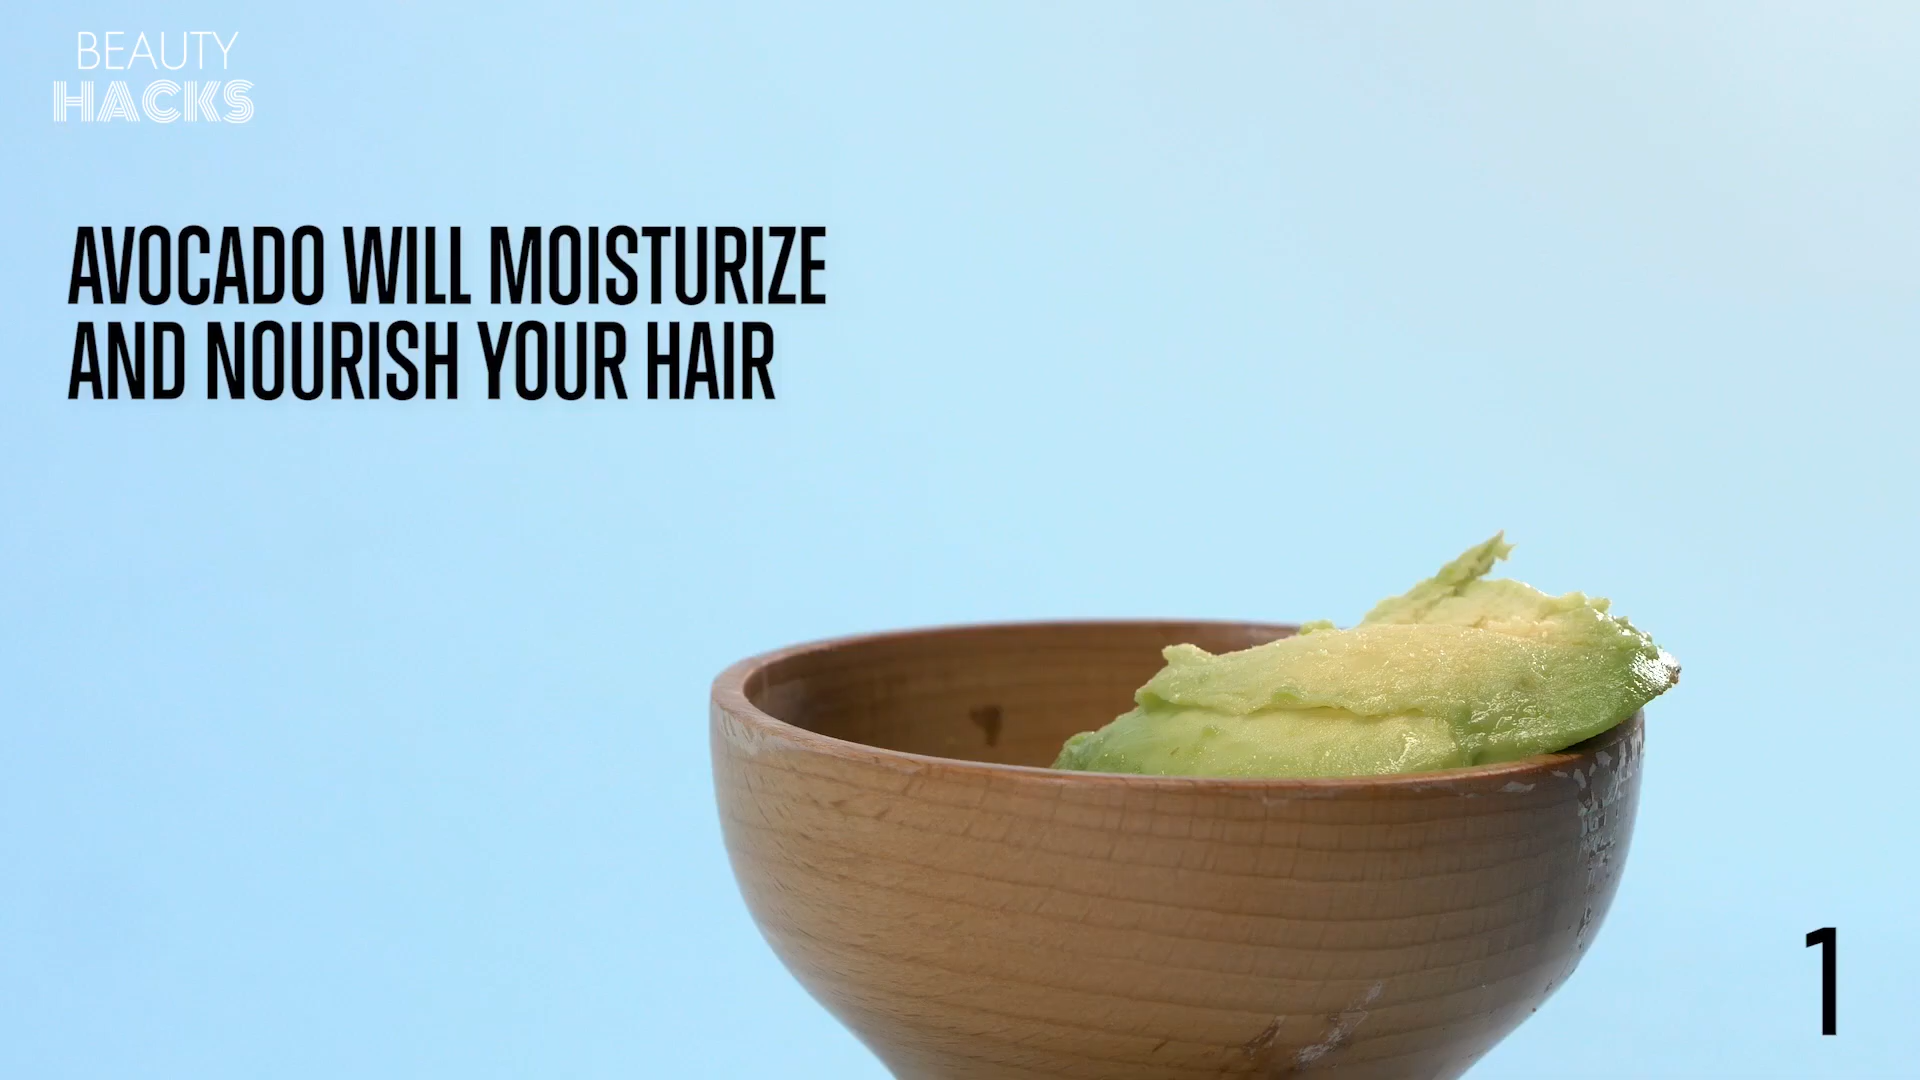 BEAUTY
HACKS
AVOCADO WILL MOISTURIZE
AND NOURISH YOUR HAIR
1